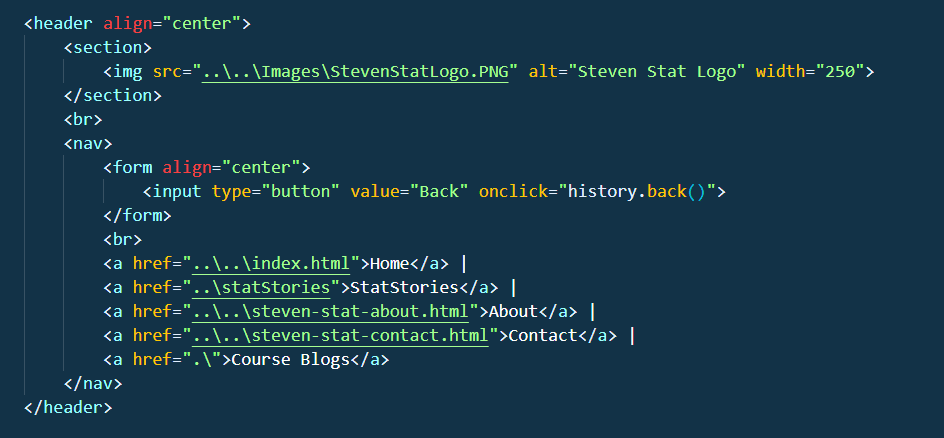 <header align="center">
<section>
<img src="..\..\Images\StevenStatLogo.PNG" alt="Steven Stat Logo" width="250">
</section>
<br>
<nav>
<form align="center">
<input type="button" value="Back" onclick="history.back()">
</form>
<br>
<a href="..\..\index.html">Home</a> |
<a href="..\statStories">StatStories</a> |
<a href="..\..\steven-stat-about.html">About</a> |
<a href="..\..\steven-stat-contact.html">Contact</a> |
<a href=".\">Course Blogs</a>
</nav>
</header>